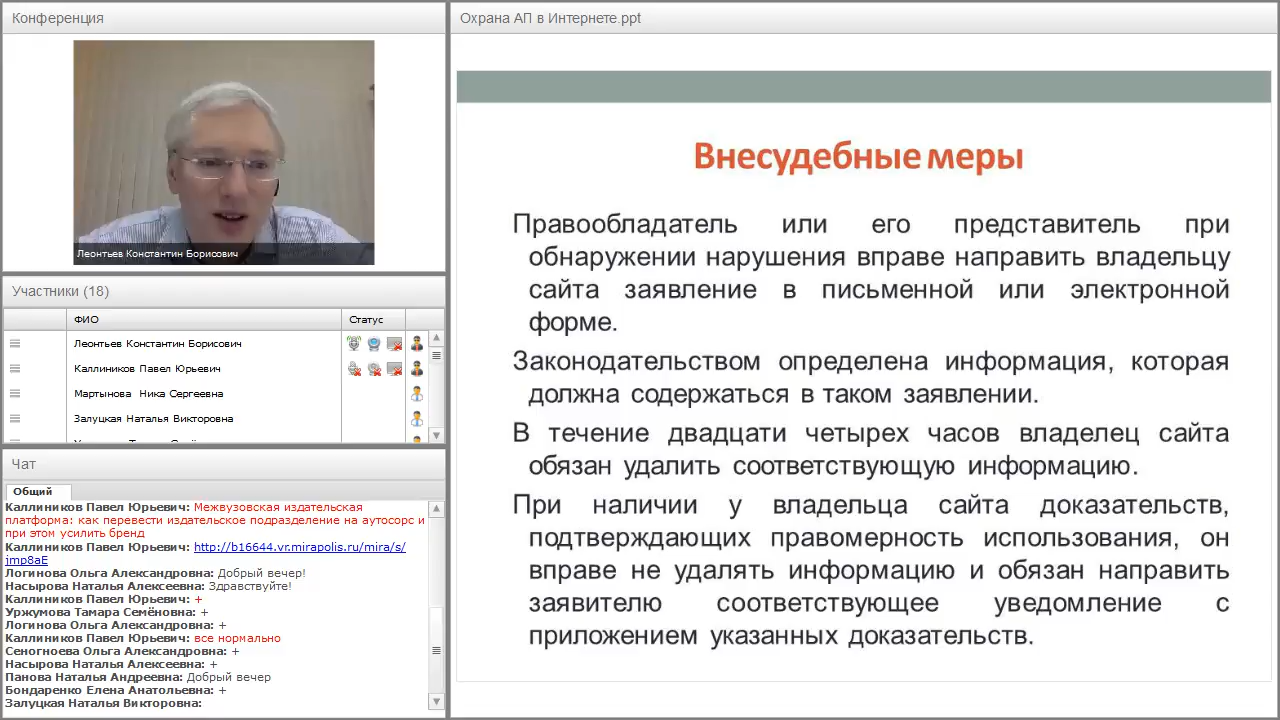 Конференция
Леонтьев Константин Борисович
Участники (18)
ФИО
Статус
Леонтьев Константин Борисович
Каллиников Павел Юрьевич
Мартынова Ника Сергеевна
Залуцкая Наталья Викторовна
Чат
Общий
Каллиников Павел Юрьевич: Межвузовская издательская
платформа: как перевести издательское подразделение на аутосорс и
при этом усилить бренд
Каллиников Павел Юрьевич: http://b16644.vr.mirapolis.ru/mira/s/
jmp8aE
Логинова Ольга Александровна: Добрый вечер!
Насырова Наталья Алексеевна: Здравствуйте!
Каллиников Павел Юрьевич: +
Уржумова Тамара Семёновна: +
Логинова Ольга Александровна: +
Каллиников Павел Юрьевич: все нормально
Сеногноева Ольга Александровна: +
Насырова Наталья Алексеевна: +
Панова Наталья Андреевна: Добрый вечер
Бондаренко Елена Анатольевна: +
Залуцкая Наталья Викторовна:
Охрана АП в Интернете.ppt
Внесудебные меры
Правообладатель или его представитель при
обнаружении нарушения вправе направить владельцу
сайта заявление в письменной или электронной
форме.
Законодательством определена информация, которая
должна содержаться в таком заявлении.
В течение двадцати четырех часов владелец сайта
обязан удалить соответствующую информацию.
При наличии у владельца сайта доказательств,
подтверждающих правомерность использования, он
вправе не удалять информацию и обязан направить
заявителю соответствующее уведомление с
приложением указанных доказательств.